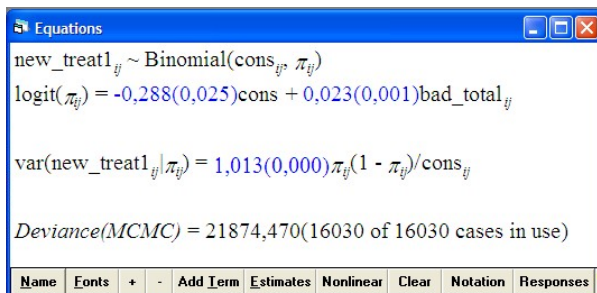 Equations
new_treat1ij ~ Binomial(consij, πij)
logit(πij) = -0,288(0,025)cons + 0,023(0,001)bad_totalij
var(new_treat1ij|πij) = 1,013(0,000)πij(1 - πij)/consij
Deviance(MCMC) = 21874,470(16030 of 16030 cases in use)
Name Fonts + - Add Term Estimates Nonlinear Clear Notation Responses